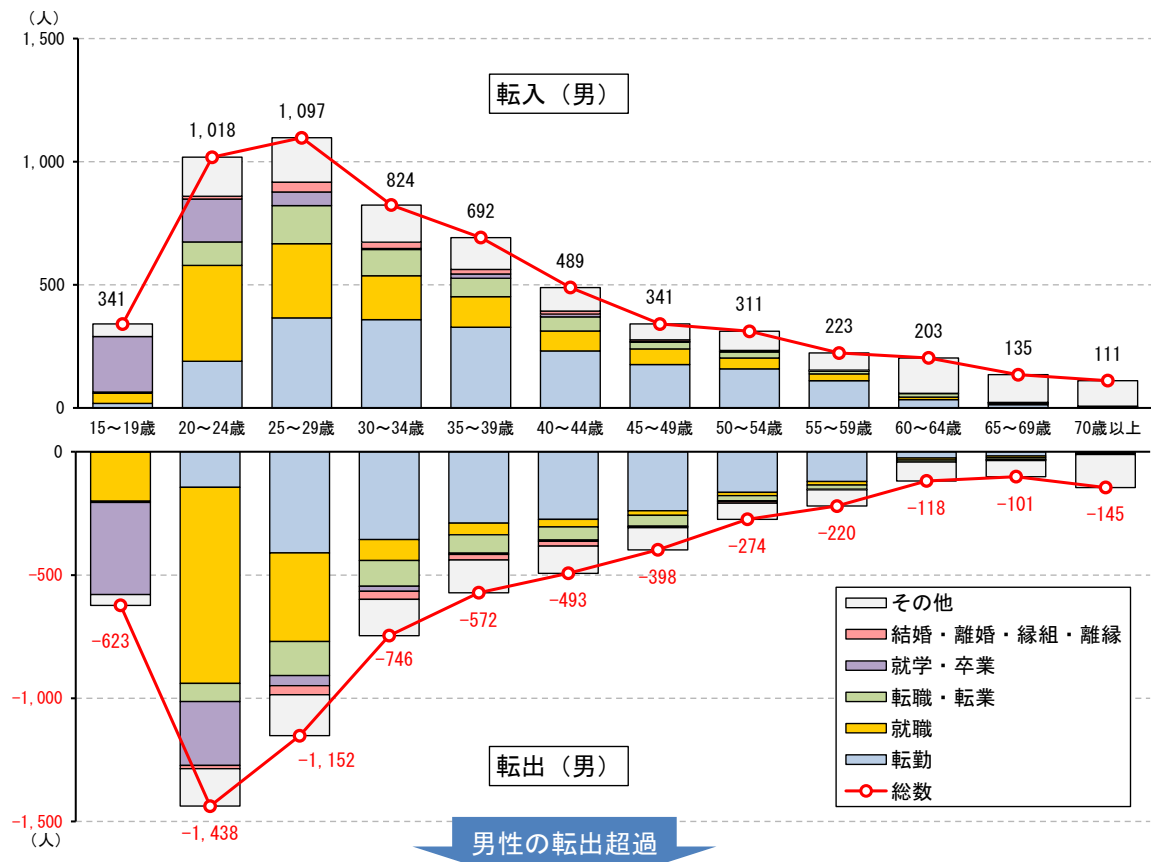 （人）
1,500
転入（男）
1,097
1,018
1,000
824
692
500
489
341
341
311
223
203
135
111
0
15～19歳 20～24歳 25～29歳 30～34歳 35～39歳 40～44歳 45～49歳 50～54歳 55～59歳 60～64歳 65～69歳 70歳以上
0
-101
-118
-145
-220
-274
-398
-493
-500
-572
-623
-746
-1,000
-1,152
-1,438
-1,500
（人）
転出（男）
その他
結婚・離婚・縁組・離縁
就学・卒業
転職・転業
就職
転勤
総数
男性の転出超過